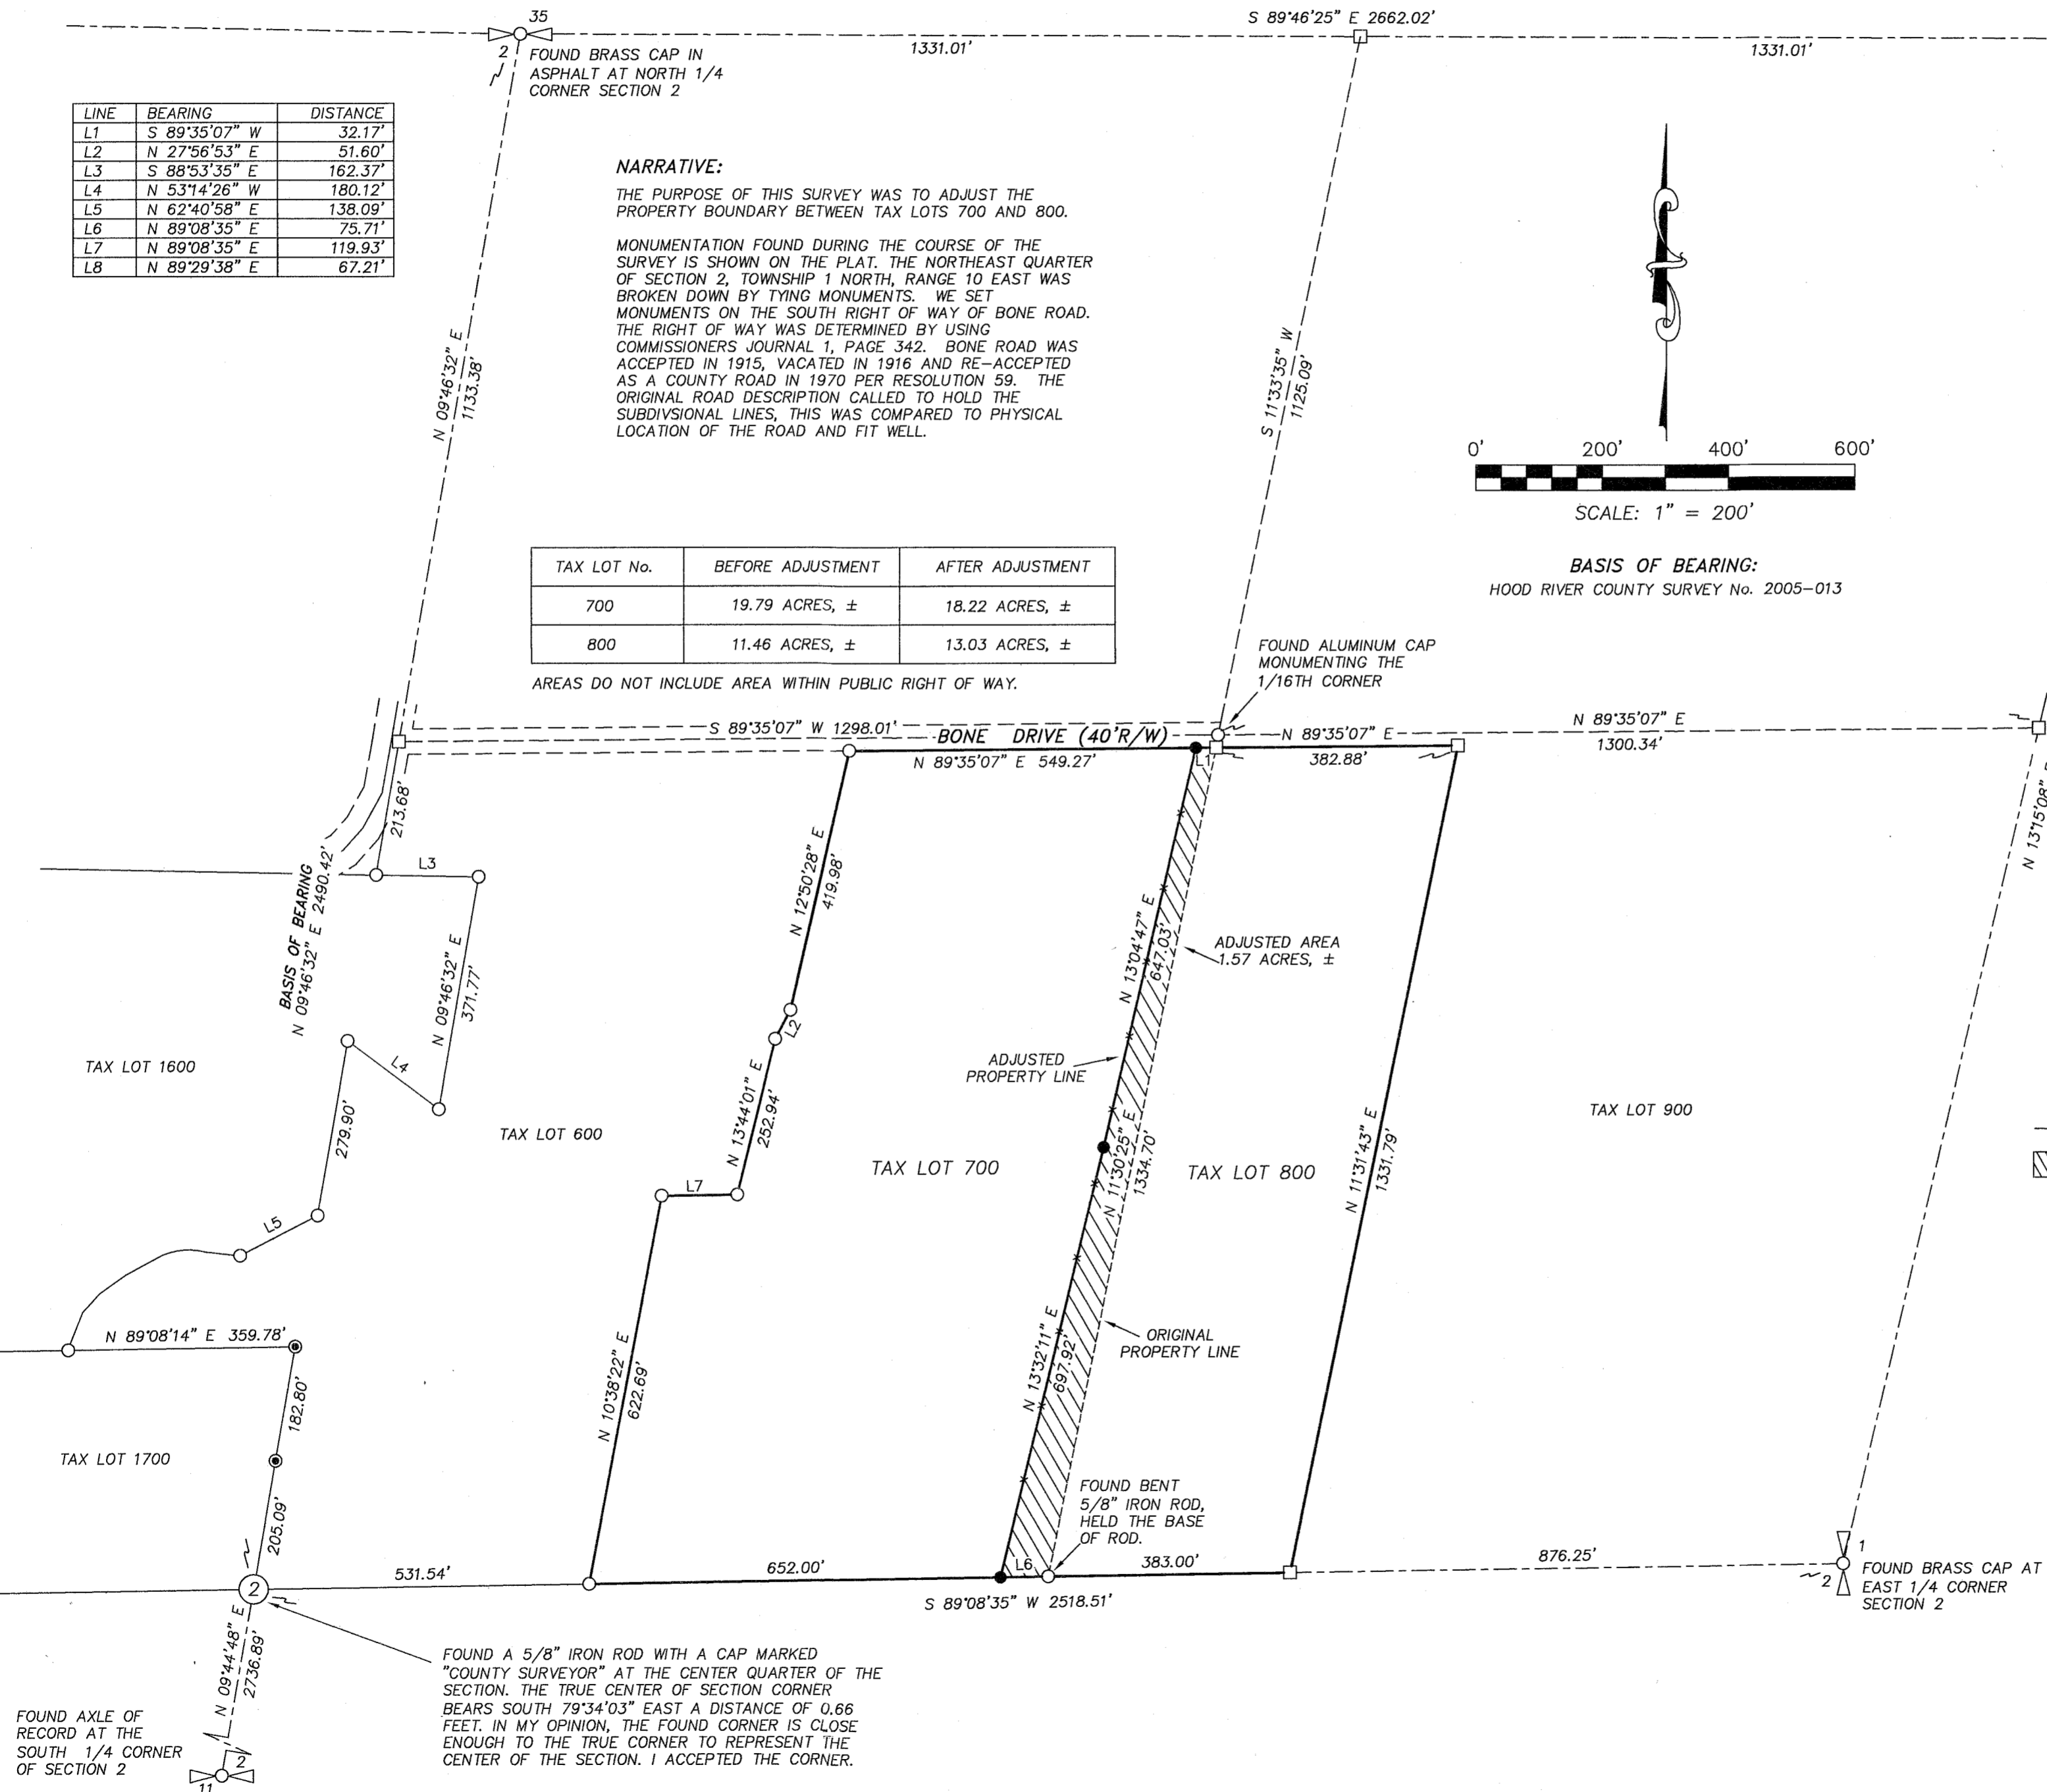 35
S 89°46'25" E 2662.02'
1331.01'
1331.01'
2
FOUND BRASS CAP IN
ASPHALT AT NORTH 1/4
CORNER SECTION 2
LINE BEARING DISTANCE
L1 S 89°35'07" W 32.17'
L2 N 27°56'53" E 51.60'
L3 S 88°53'35" E 162.37'
L4 N 53°14'26" W 180.12'
L5 N 62°40'58" E 138.09'
L6 N 89°08'35" E 75.71'
L7 N 89°08'35" E 119.93'
L8 N 89°29'38" E 67.21'
NARRATIVE:
THE PURPOSE OF THIS SURVEY WAS TO ADJUST THE
PROPERTY BOUNDARY BETWEEN TAX LOTS 700 AND 800.
MONUMENTATION FOUND DURING THE COURSE OF THE
SURVEY IS SHOWN ON THE PLAT. THE NORTHEAST QUARTER
OF SECTION 2, TOWNSHIP 1 NORTH, RANGE 10 EAST WAS
BROKEN DOWN BY TYING MONUMENTS. WE SET
MONUMENTS ON THE SOUTH RIGHT OF WAY OF BONE ROAD.
THE RIGHT OF WAY WAS DETERMINED BY USING
COMMISSIONERS JOURNAL 1, PAGE 342. BONE ROAD WAS
ACCEPTED IN 1915, VACATED IN 1916 AND RE-ACCEPTED
AS A COUNTY ROAD IN 1970 PER RESOLUTION 59. THE
ORIGINAL ROAD DESCRIPTION CALLED TO HOLD THE
SUBDIVSIONAL LINES, THIS WAS COMPARED TO PHYSICAL
LOCATION OF THE ROAD AND FIT WELL.
N 09°46'32" E
1133.38'
S 11°33'35" W
1125.09'
0' 200' 400' 600'
SCALE: 1" = 200'
BASIS OF BEARING:
HOOD RIVER COUNTY SURVEY No. 2005-013
TAX LOT No. BEFORE ADJUSTMENT AFTER ADJUSTMENT
700 19.79 ACRES, ± 18.22 ACRES, ±
800 11.46 ACRES, ± 13.03 ACRES, ±
AREAS DO NOT INCLUDE AREA WITHIN PUBLIC RIGHT OF WAY.
FOUND ALUMINUM CAP
MONUMENTING THE
1/16TH CORNER
S 89°35'07" W 1298.01'
BONE DRIVE (40'R/W)
N 89°35'07" E
382.88'
N 89°35'07" E
1300.34'
N 89°35'07" E 549.27'
L1
213.68'
L3
N 13°15'08"
BASIS OF BEARING
N 09°46'32" E 2490.42'
N 09°46'32" E
371.77'
N 12°50'28" E
419.98'
N 13°04'47" E
647.03'
ADJUSTED AREA
1.57 ACRES, ±
L2
L4
ADJUSTED
PROPERTY LINE
TAX LOT 1600
279.90'
TAX LOT 600
N 13°44'01" E
252.94'
TAX LOT 700
N 11°30'25" E
1334.70'
TAX LOT 800
N 11°31'43" E
1331.79'
TAX LOT 900
L7
L5
N 89°08'14" E 359.78'
182.80'
N 10°38'22" E
622.69'
N 13°32'11" E
697.92'
ORIGINAL
PROPERTY LINE
TAX LOT 1700
205.09'
FOUND BENT
5/8" IRON ROD,
HELD THE BASE
OF ROD.
2
531.54'
652.00'
L6
383.00'
876.25'
S 89°08'35" W 2518.51'
1
2
FOUND BRASS CAP AT
EAST 1/4 CORNER
SECTION 2
N 09°44'48" E
2736.89'
FOUND A 5/8" IRON ROD WITH A CAP MARKED
"COUNTY SURVEYOR" AT THE CENTER QUARTER OF THE
SECTION. THE TRUE CENTER OF SECTION CORNER
BEARS SOUTH 79°34'03" EAST A DISTANCE OF 0.66
FEET. IN MY OPINION, THE FOUND CORNER IS CLOSE
ENOUGH TO THE TRUE CORNER TO REPRESENT THE
CENTER OF THE SECTION. I ACCEPTED THE CORNER.
FOUND AXLE OF
RECORD AT THE
SOUTH 1/4 CORNER
OF SECTION 2
2
11